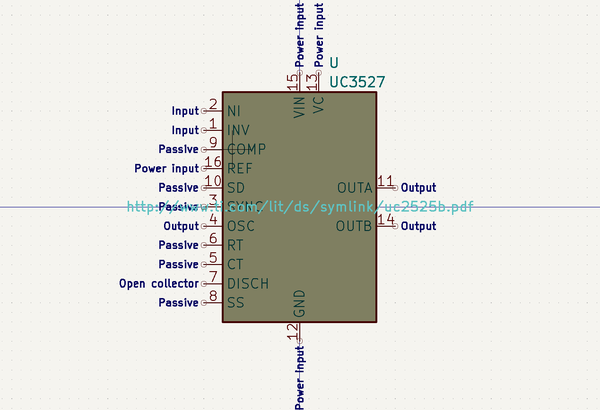 Power input
Power input
15
13
U
UC3527
VIN
VC
Input 2 NI
Input 1 INV
Passive 9 COMP
Power input 16 REF
Passive 10 SD
OUTA 11 Output
Passive 3 SYNC
http://www.ti.com/lit/ds/symlink/uc2525b.pdf
Output 4 OSC
OUTB 14 Output
Passive 6 RT
Passive 5 CT
Open collector 7 DISCH
Passive 8 SS
GND
12
Power input